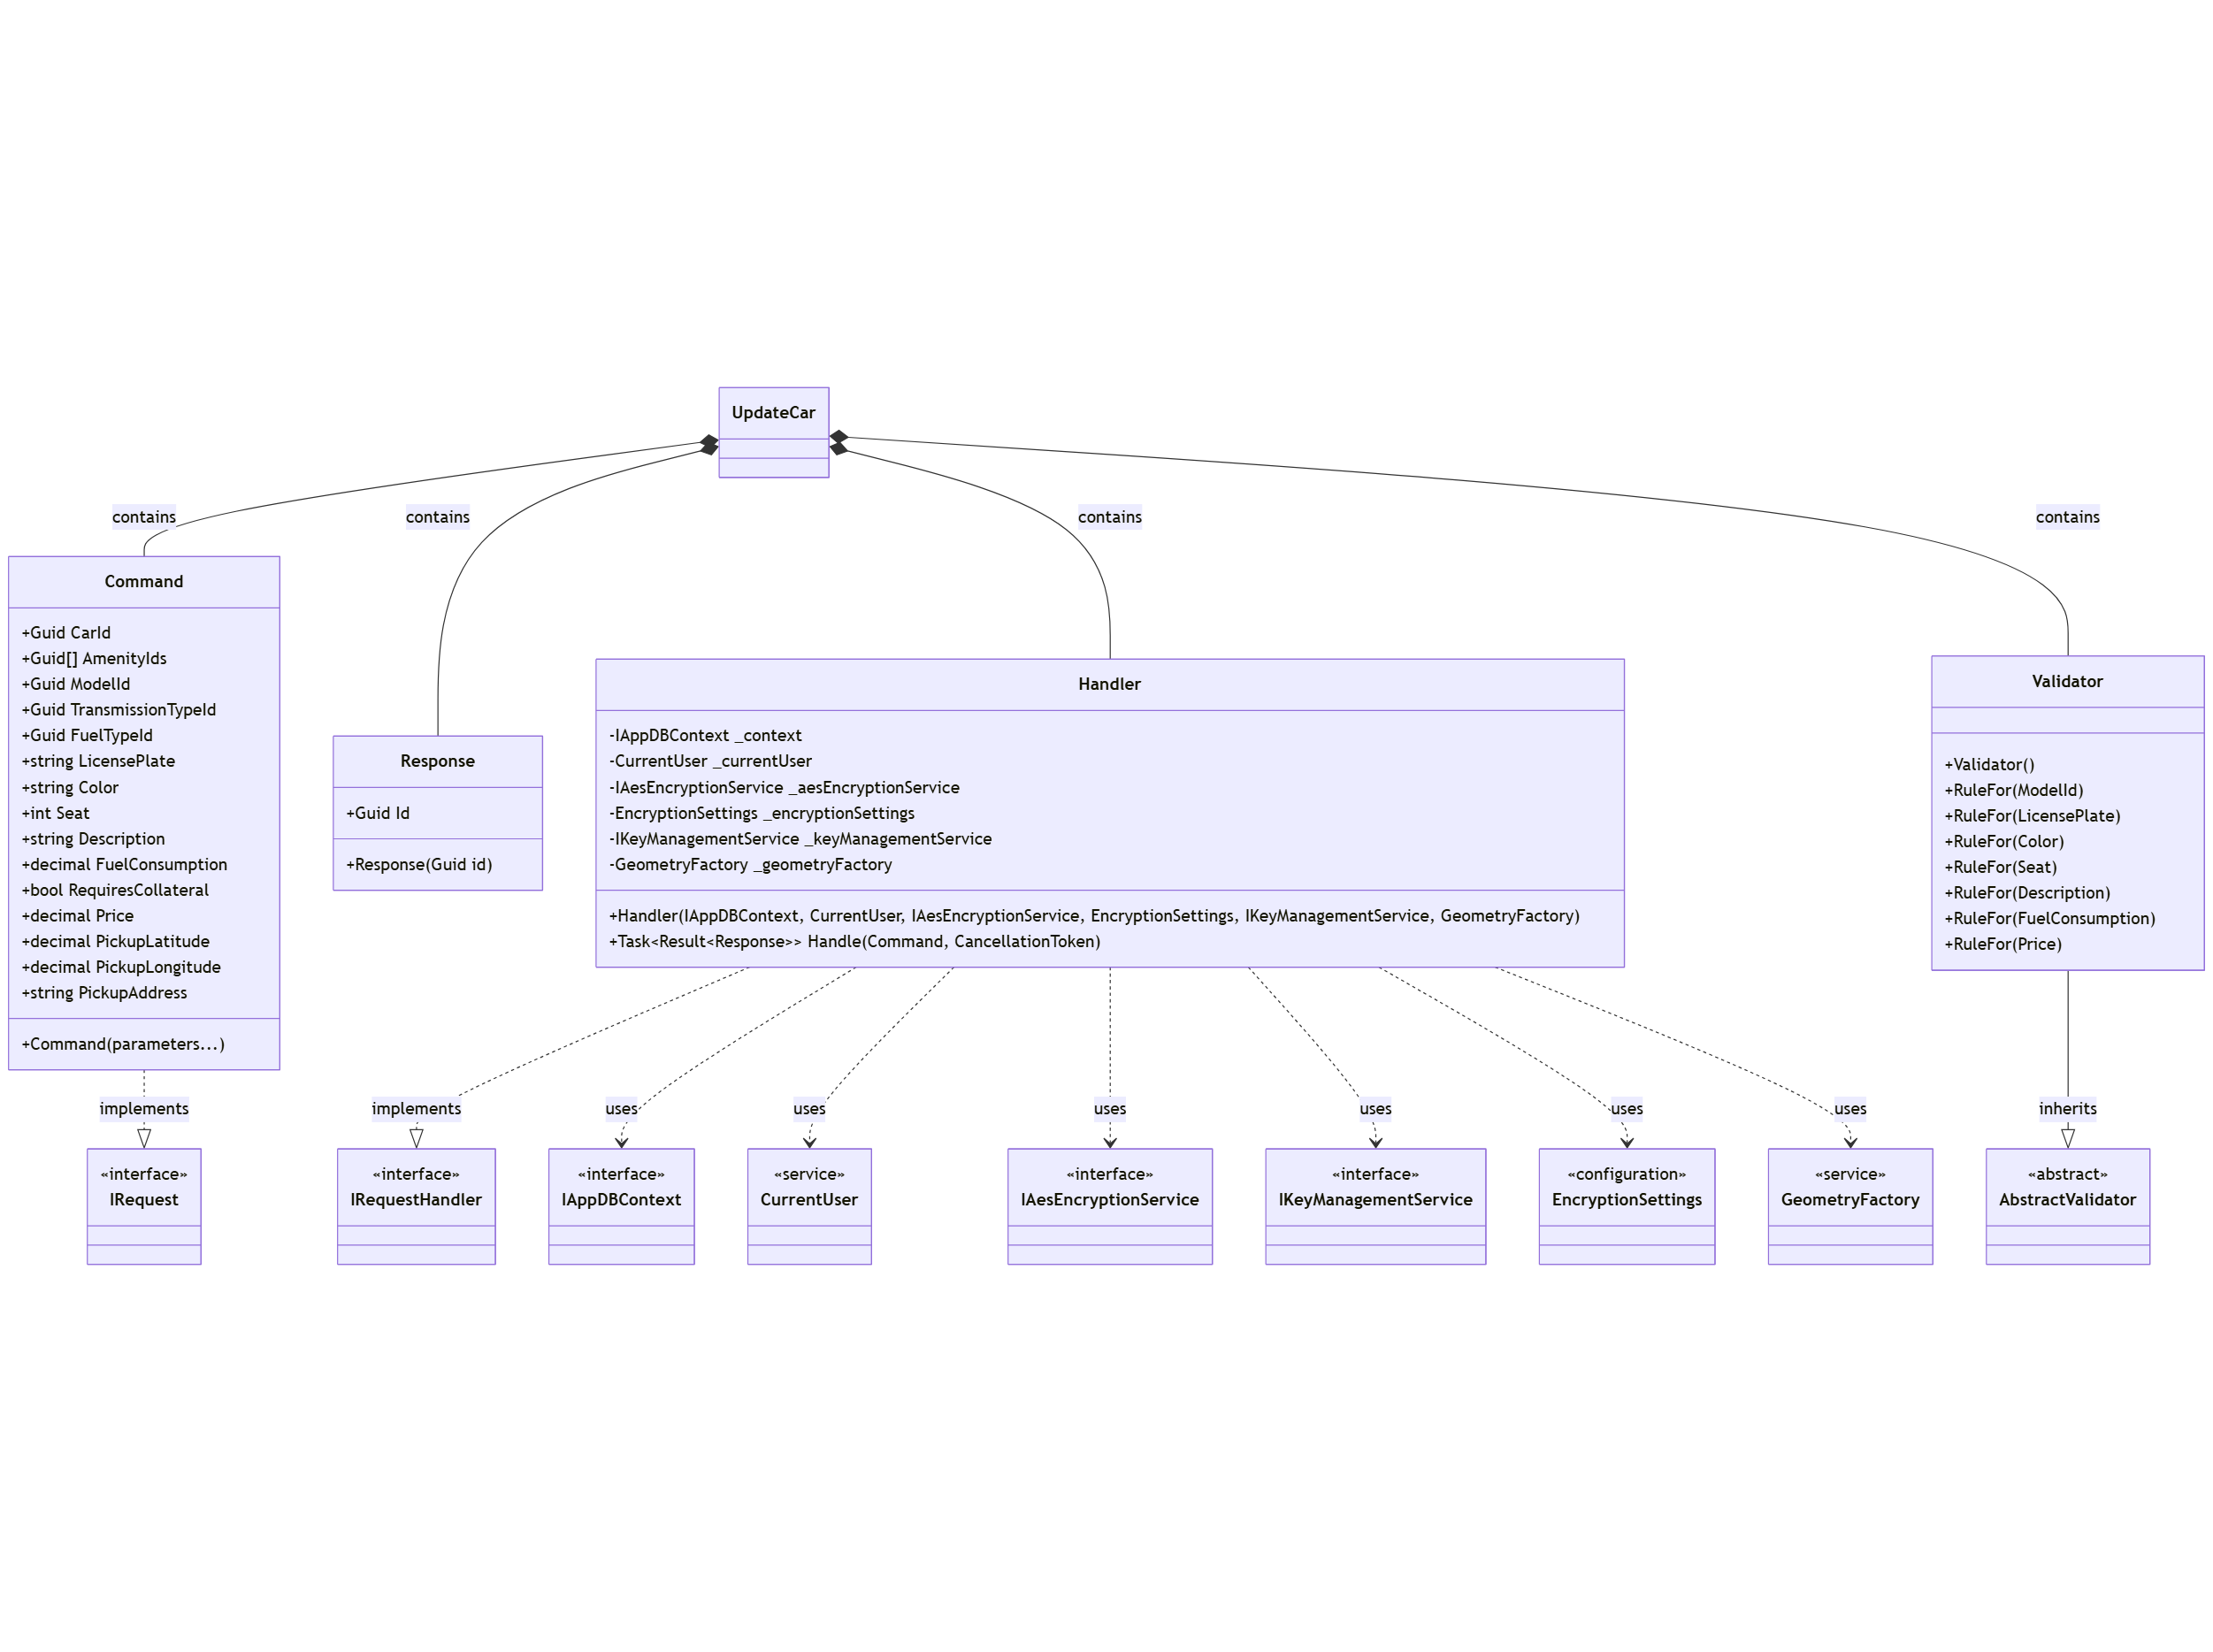 UpdateCar
contains
contains
contains
contains
Command
+Guid CarId
+Guid[] AmenityIds
+Guid ModelId
+Guid TransmissionTypeId
+Guid FuelTypeId
+string LicensePlate
+string Color
+int Seat
+string Description
+decimal FuelConsumption
+bool RequiresCollateral
+decimal Price
+decimal PickupLatitude
+decimal PickupLongitude
+string PickupAddress
+Command(parameters...)
Response
+Guid Id
+Response(Guid id)
Handler
-IAppDBContext _context
-CurrentUser _currentUser
-IAesEncryptionService _aesEncryptionService
-EncryptionSettings _encryptionSettings
-IKeyManagementService _keyManagementService
-GeometryFactory _geometryFactory
+Handler(IAppDBContext, CurrentUser, IAesEncryptionService, EncryptionSettings, IKeyManagementService, GeometryFactory)
+Task<Result<Response>> Handle(Command, CancellationToken)
Validator
+Validator()
+RuleFor(ModelId)
+RuleFor(LicensePlate)
+RuleFor(Color)
+RuleFor(Seat)
+RuleFor(Description)
+RuleFor(FuelConsumption)
+RuleFor(Price)
implements
implements
uses
uses
uses
uses
uses
uses
inherits
«interface»
IRequest
«interface»
IRequestHandler
«interface»
IAppDBContext
«service»
CurrentUser
«interface»
IAesEncryptionService
«interface»
IKeyManagementService
«configuration»
EncryptionSettings
«service»
GeometryFactory
«abstract»
AbstractValidator